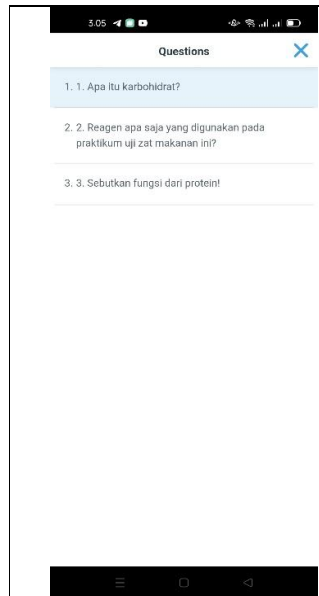 3.05
Questions
1. 1. Apa itu karbohidrat?
2. 2. Reagen apa saja yang digunakan pada
praktikum uji zat makanan ini?
3. 3. Sebutkan fungsi dari protein!